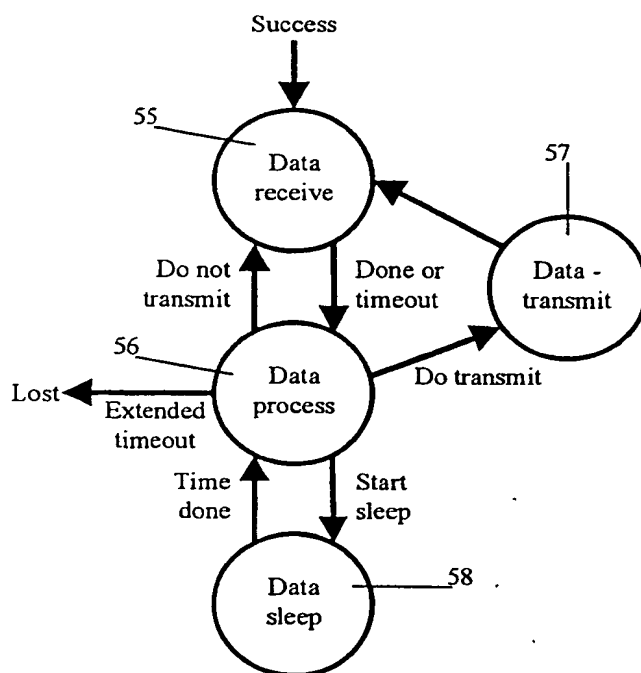 Success
55
Data
receive
57
Data -
transmit
Do not
transmit
Done or
timeout
56
Data
process
Do transmit
Lost
Extended
timeout
Time
done
Start
sleep
Data
sleep
58